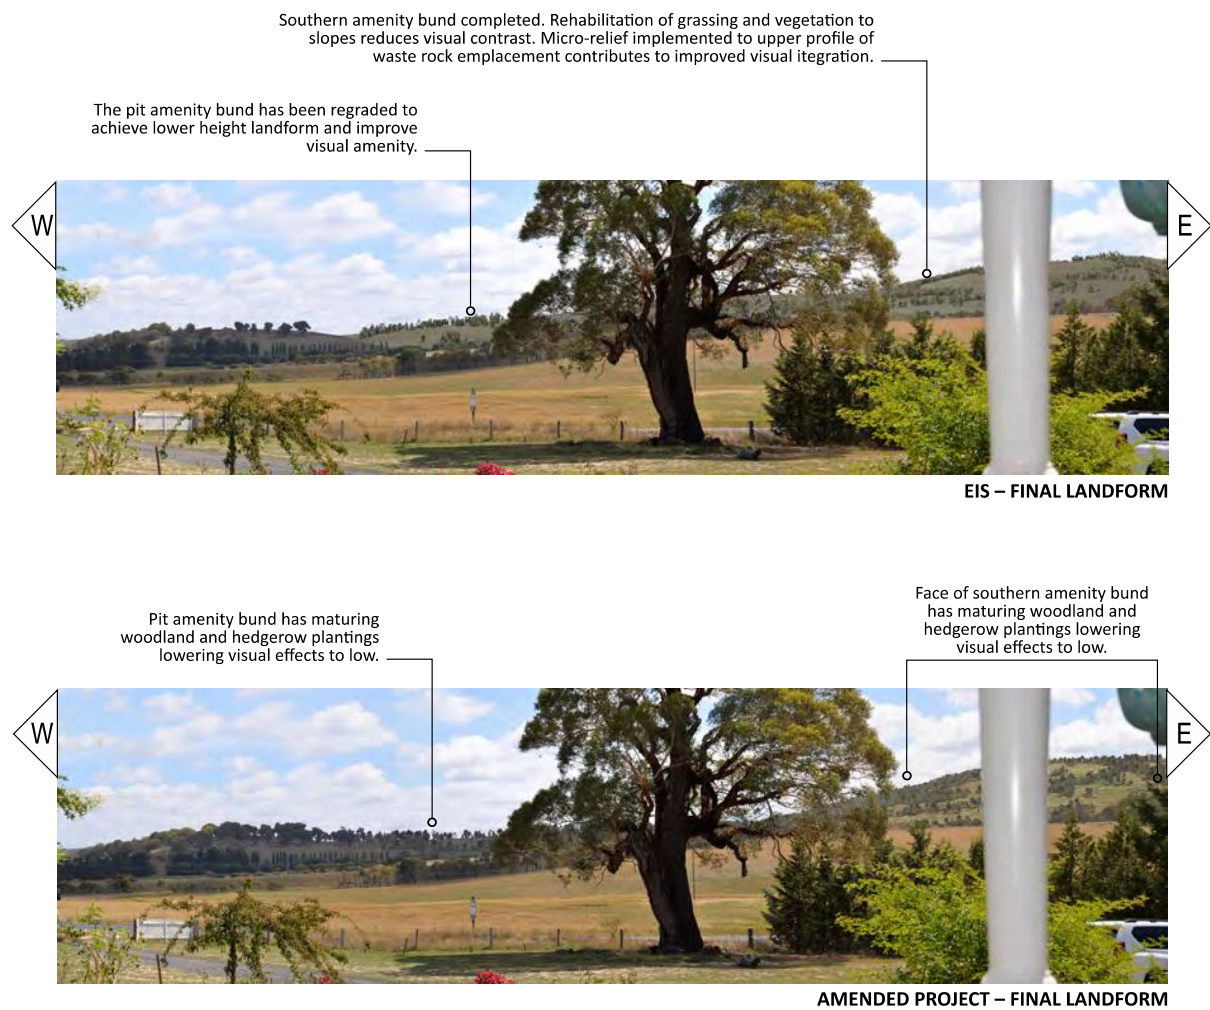 Southern amenity bund completed. Rehabilitation of grassing and vegetation to
slopes reduces visual contrast. Micro-relief implemented to upper profile of
waste rock emplacement contributes to improved visual itegration.
The pit amenity bund has been regraded to
achieve lower height landform and improve
visual amenity.
W
E
EIS – FINAL LANDFORM
Pit amenity bund has maturing
woodland and hedgerow plantings
lowering visual effects to low.
Face of southern amenity bund
has maturing woodland and
hedgerow plantings lowering
visual effects to low.
W
E
AMENDED PROJECT – FINAL LANDFORM